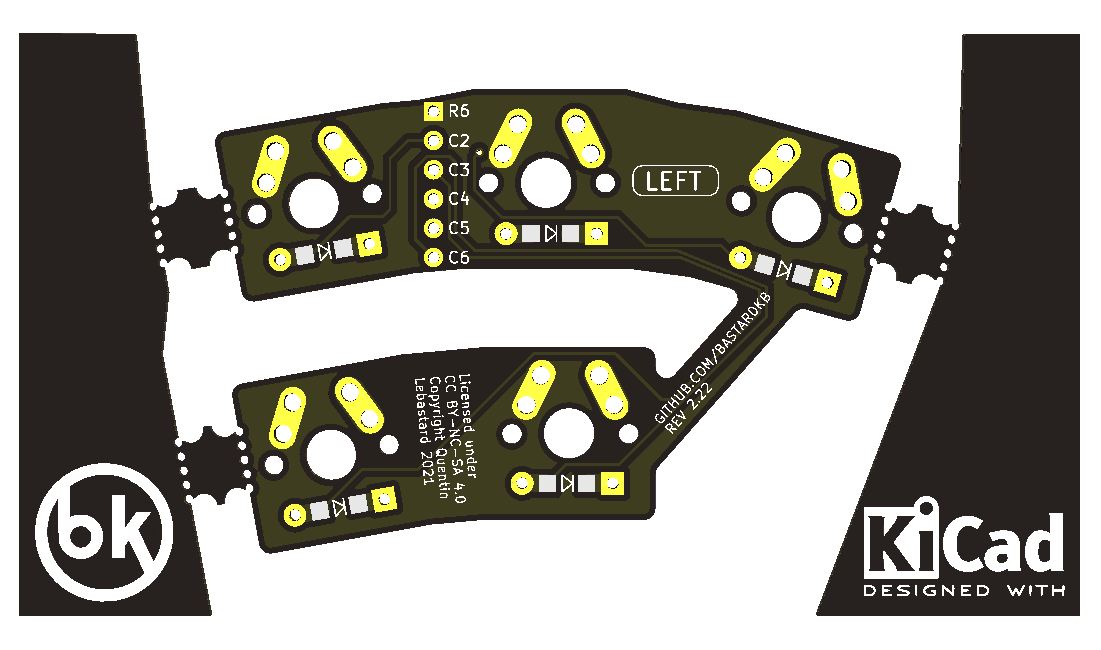 R6
C2
C3
C4
C5
C6
LEFT
GITHUB.COM/BASTARDKB
REV 2.22
Licensed under
CC BY-NC-SA 4.0
Copyright Quentin
Lebastard 2021
bk
KiCad
DESIGNED WITH